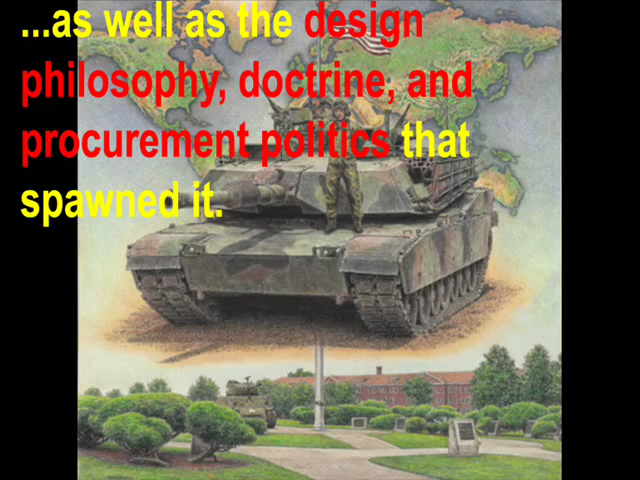 ...as well as the design
philosophy, doctrine, and
procurement politics that
spawned it.